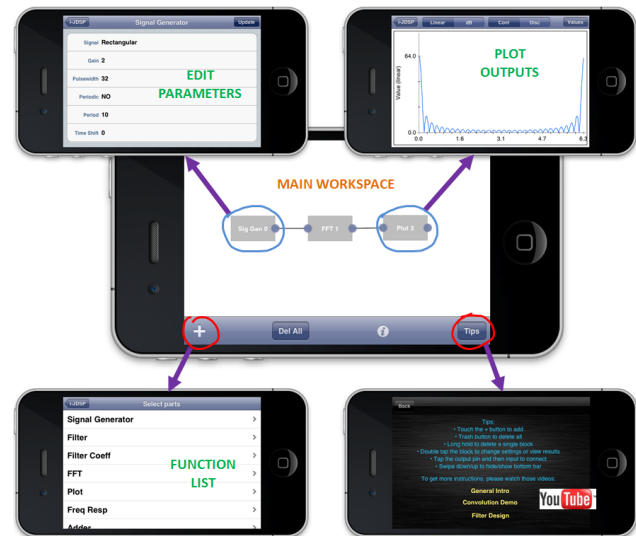 i-JDSP
Signal Generator
Update
Signal Rectangular
Gain 2
Pulsewidth 32
Periodic NO
Period 10
Time Shift 0
EDIT
PARAMETERS
i-JDSP
Linear dB
Cont Disc
Values
PLOT
OUTPUTS
Value (linear)
64.0
0.0
0.0 1.6 3.1 4.7 6.3
MAIN WORKSPACE
Sig Gan 0
FFT 1
Plot 3
+
Del All
i
Tips
i-JDSP
Select parts
Signal Generator
Filter
Filter Coeff
FFT
Plot
Freq Resp
Adder
FUNCTION
LIST
Back
Tips:
• Touch the + button to add
• Trash button to delete all
• Long hold to delete a single block
• Double tap the block to change settings or view results
• Tap the output pin and then input to connect
• Swipe down/up to hide/show bottom bar
To get more instructions, please watch those videos:
General Intro
Convolution Demo
Filter Design
YouTube